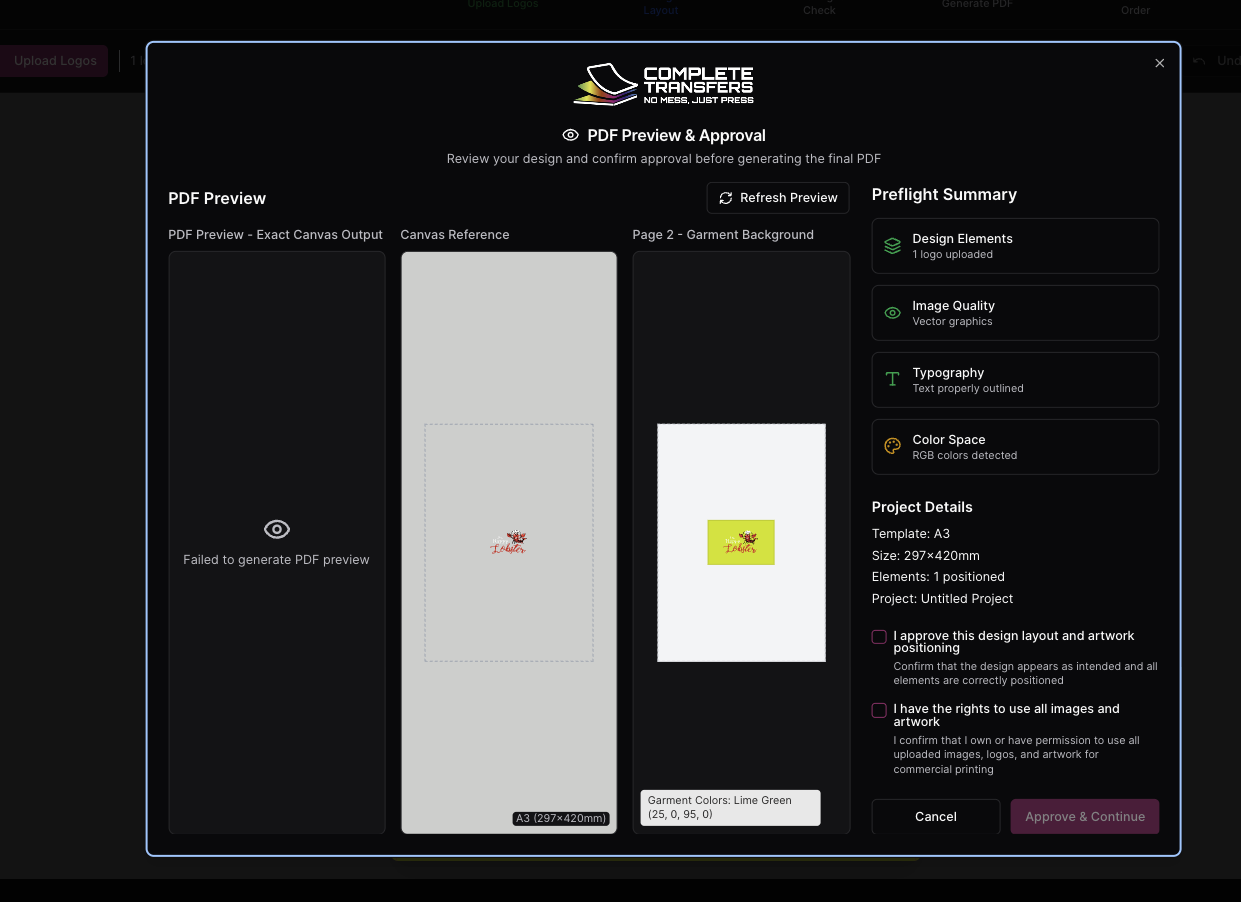 Upload Logos
Layout
Check
Generate PDF
Order
Upload Logos
1
Und
COMPLETE
TRANSFERS
NO MESS, JUST PRESS
PDF Preview & Approval
Review your design and confirm approval before generating the final PDF
PDF Preview
Refresh Preview
PDF Preview - Exact Canvas Output
Canvas Reference
Page 2 - Garment Background
Failed to generate PDF preview
Lobster
A3 (297×420mm)
Lobster
Garment Colors: Lime Green
(25, 0, 95, 0)
Preflight Summary
Design Elements
1 logo uploaded
Image Quality
Vector graphics
Typography
Text properly outlined
Color Space
RGB colors detected
Project Details
Template: A3
Size: 297×420mm
Elements: 1 positioned
Project: Untitled Project
I approve this design layout and artwork
positioning
Confirm that the design appears as intended and all
elements are correctly positioned
I have the rights to use all images and
artwork
I confirm that I own or have permission to use all
uploaded images, logos, and artwork for
commercial printing
Cancel
Approve & Continue